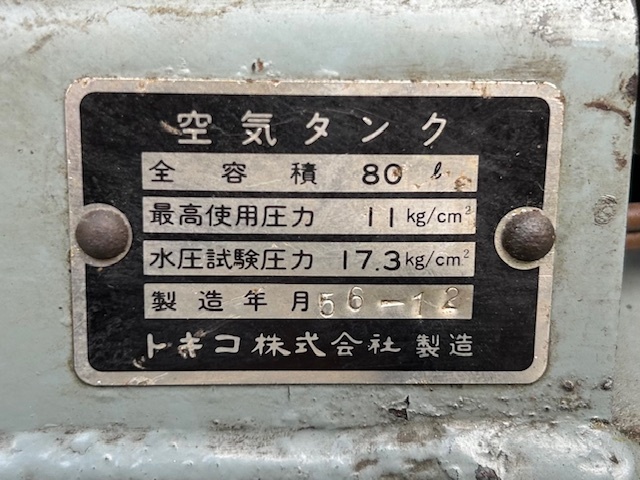 空気タンク
全容積 80 ℓ
最高使用圧力 11 kg/cm²
水圧試験圧力 17.3 kg/cm²
製造年月 56-12
トキコ株式会社 製造